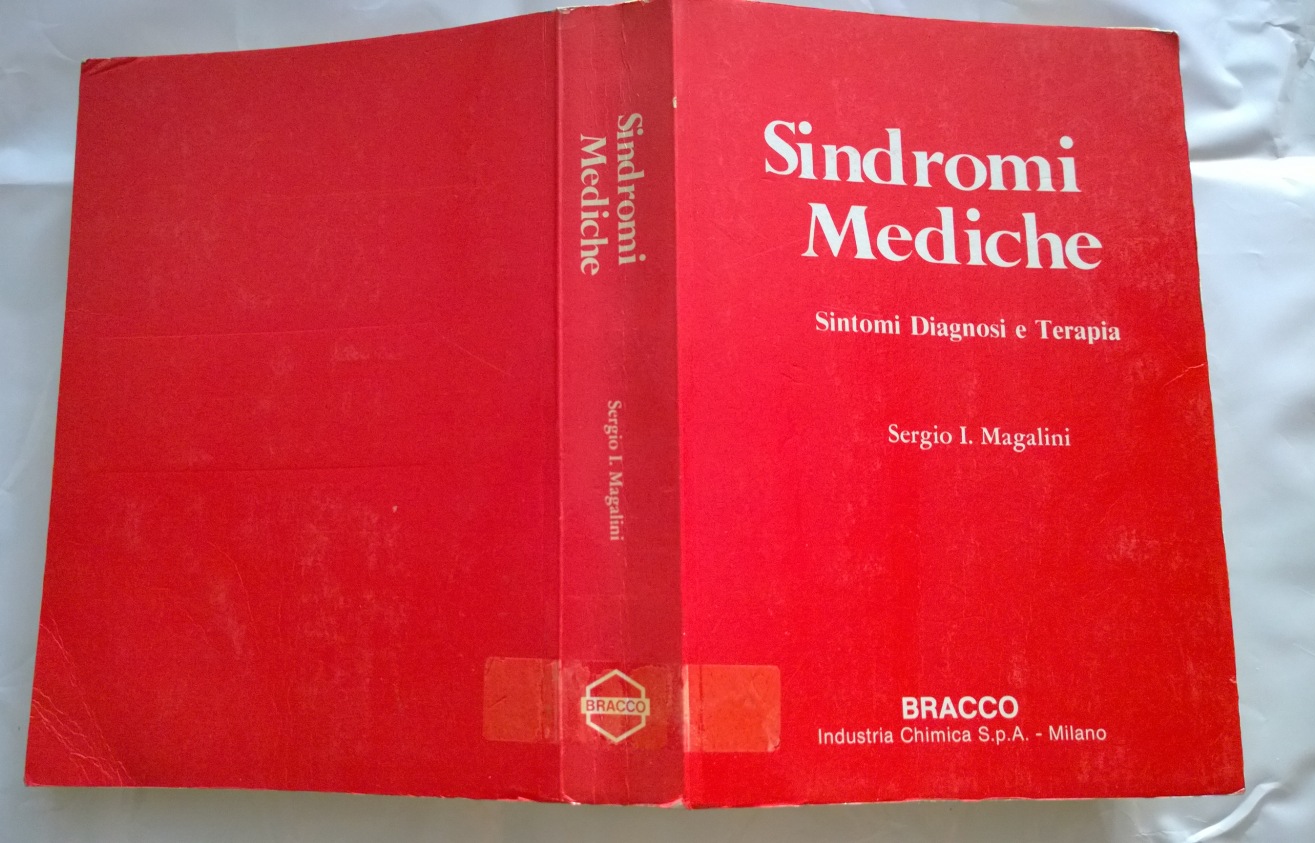 Sindromi
Mediche
Sergio I. Magalini
BRACCO
Sindromi
Mediche
Sintomi Diagnosi e Terapia
Sergio I. Magalini
BRACCO
Industria Chimica S.p.A. - Milano